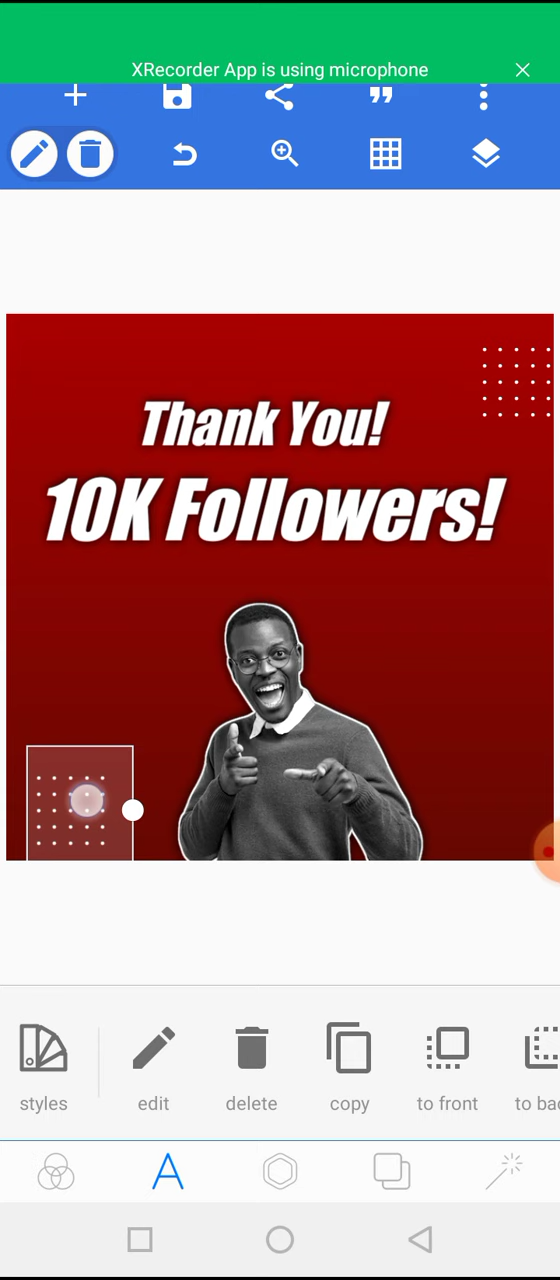 XRecorder App is using microphone
Thank You!
10K Followers!
styles
edit
delete
copy
to front
to bac